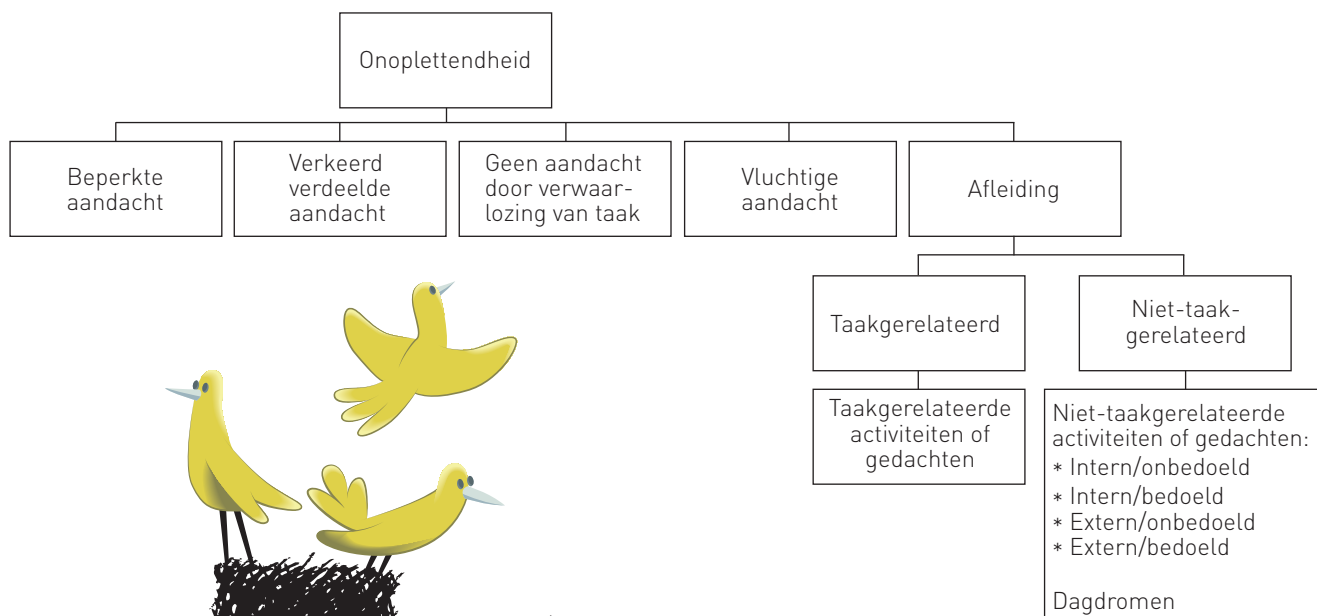 Onoplettendheid
Beperkte
aandacht
Verkeerd
verdeelde
aandacht
Geen aandacht
door verwaar-
lozing van taak
Vluchtige
aandacht
Afleiding
Taakgerelateerd
Niet-taak-
gerelateerd
Taakgerelateerde
activiteiten of
gedachten
Niet-taakgerelateerde
activiteiten of gedachten:
* Intern/onbedoeld
* Intern/bedoeld
* Extern/onbedoeld
* Extern/bedoeld
Dagdromen